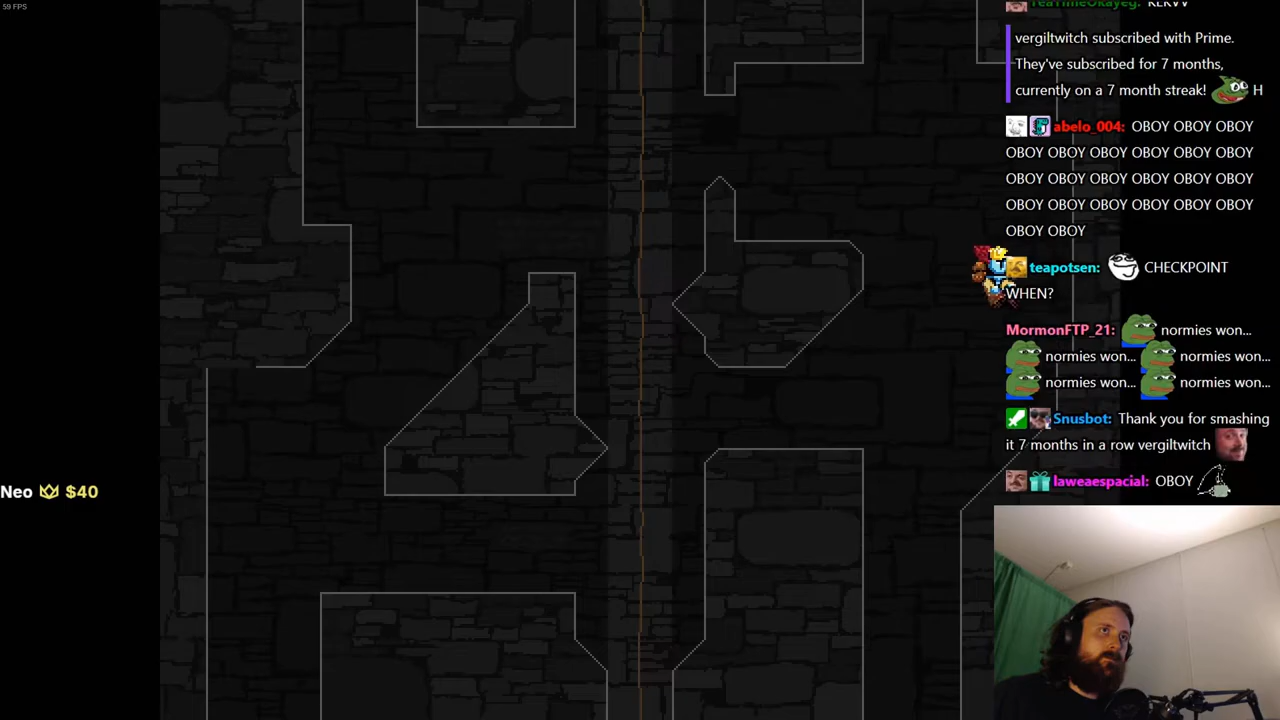 59 FPS
TeaTimeOkayeg: KEKVV
vergiltwitch subscribed with Prime.
They've subscribed for 7 months,
currently on a 7 month streak! H
abelo_004: OBOY OBOY OBOY
OBOY OBOY OBOY OBOY OBOY OBOY
OBOY OBOY OBOY OBOY OBOY OBOY
OBOY OBOY OBOY OBOY OBOY OBOY
OBOY OBOY
teapotsen: CHECKPOINT
WHEN?
MormonFTP_21: normies won...
normies won... normies won...
normies won... normies won...
Snusbot: Thank you for smashing
it 7 months in a row vergiltwitch
laweaespacial: OBOY
Neo $40